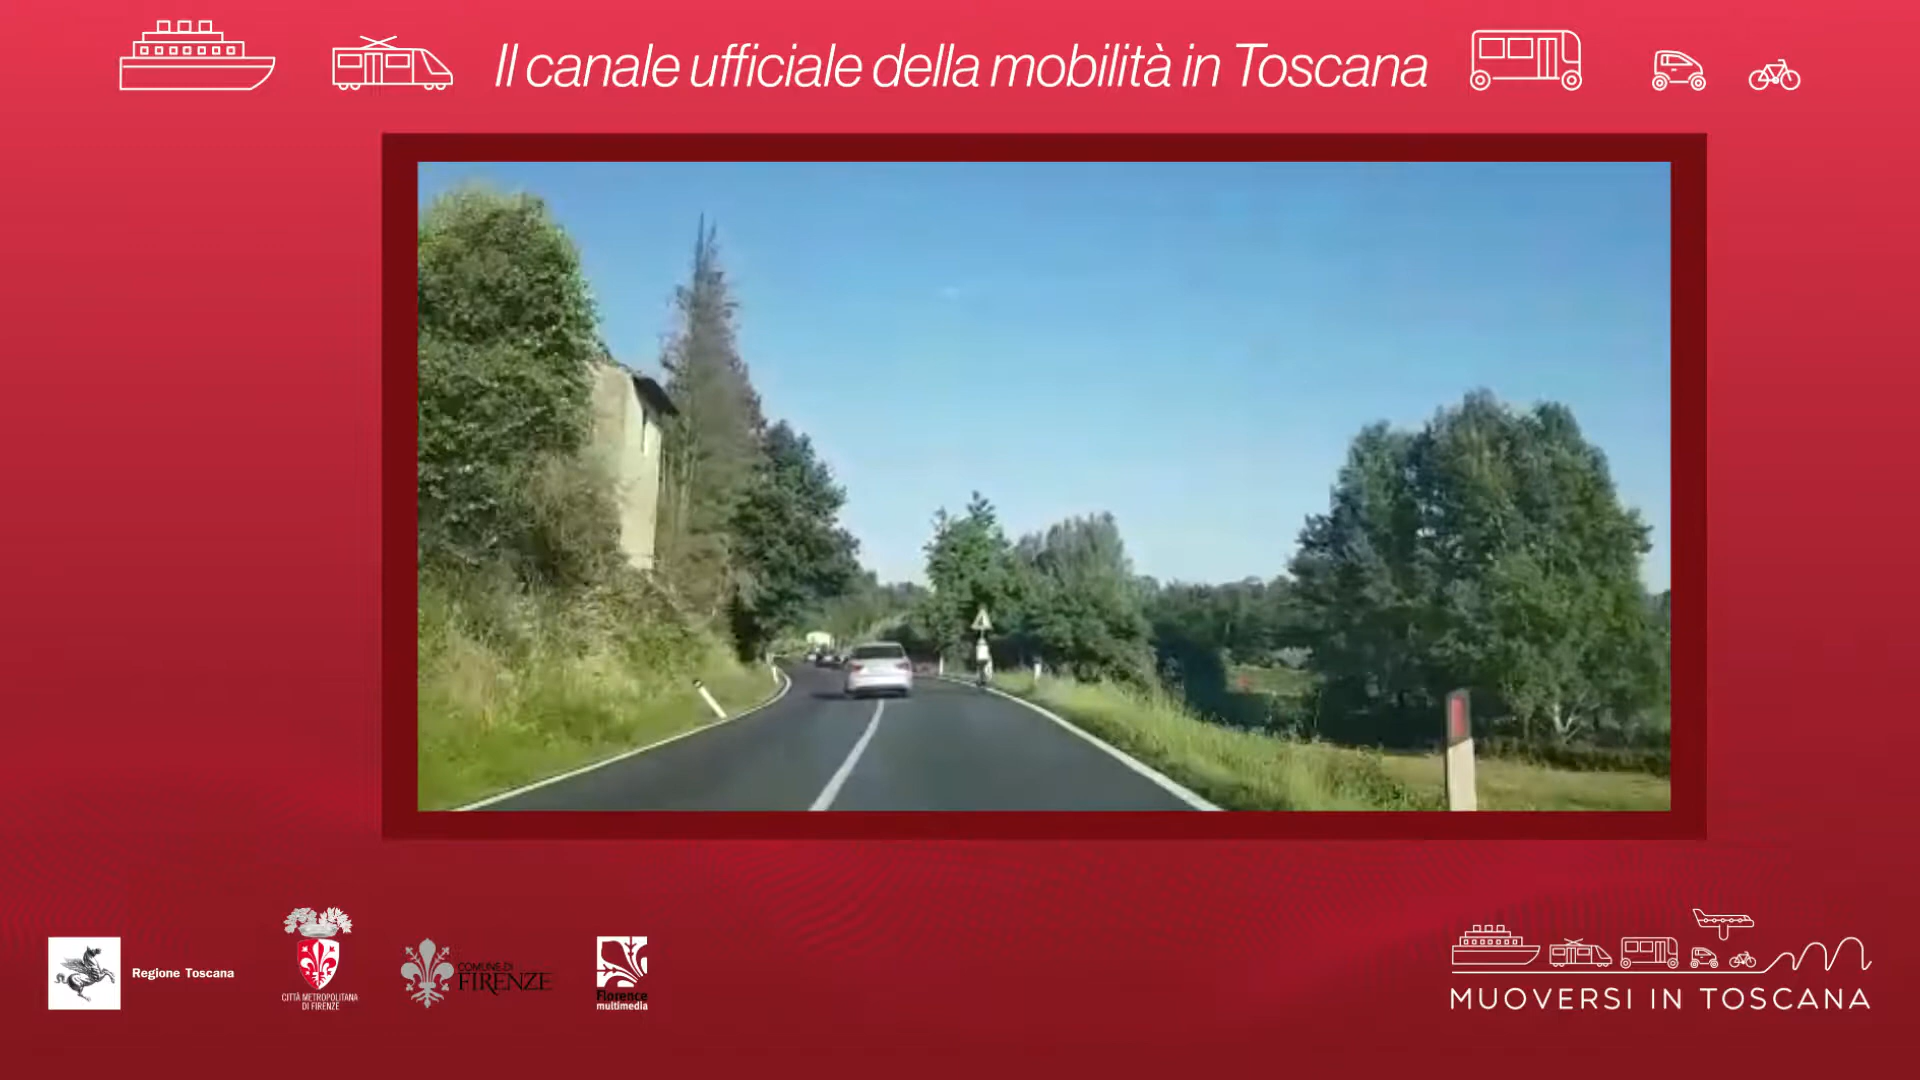 Il canale ufficiale della mobilità in Toscana
Regione Toscana
CITTÀ METROPOLITANA
DI FIRENZE
COMUNE DI
FIRENZE
Florence
multimedia
MUOVERSI IN TOSCANA